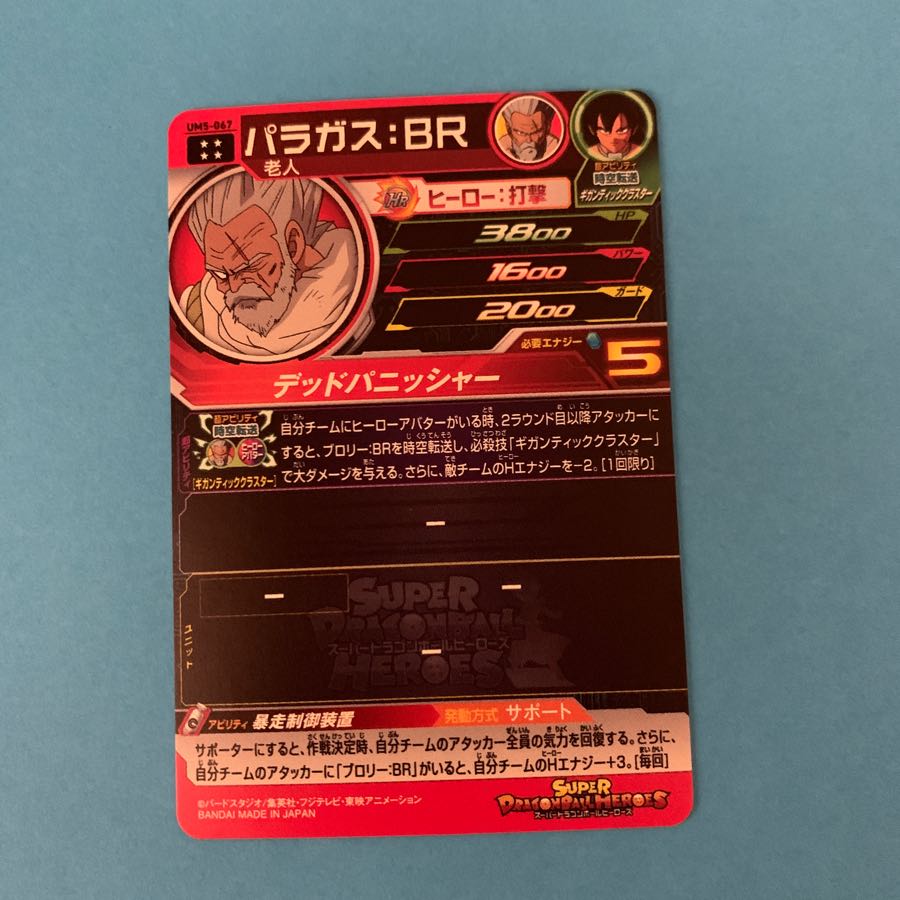 UM5-067
★★
★★
パラガス:BR
老人
超アビリティ
時空転送
ギガンティッククラスター
HR ヒーロー:打撃
HP
3800
パワー
1600
ガード
2000
必要エナジー 5
デッドパニッシャー
超アビリティ
超アビリティ
時空転送
ヒーローアバター
[ギガンティッククラスター]
自分チームにヒーローアバターがいる時、2ラウンド目以降アタッカーに
すると、ブロリー:BRを時空転送し、必殺技「ギガンティッククラスター」
で大ダメージを与える。さらに、敵チームのHエナジーを-2。[1回限り]
ー
ユニット
ー
ー
ー
SUPER
DRAGONBALL
スーパードラゴンボールヒーローズ
HEROES
アビリティ 暴走制御装置
発動方式 サポート
サポーターにすると、作戦決定時、自分チームのアタッカー全員の気力を回復する。さらに、
自分チームのアタッカーに「ブロリー:BR」がいると、自分チームのHエナジー+3。[毎回]
©バードスタジオ/集英社・フジテレビ・東映アニメーション
BANDAI MADE IN JAPAN
SUPER
DRAGONBALL HEROES
スーパードラゴンボールヒーローズ